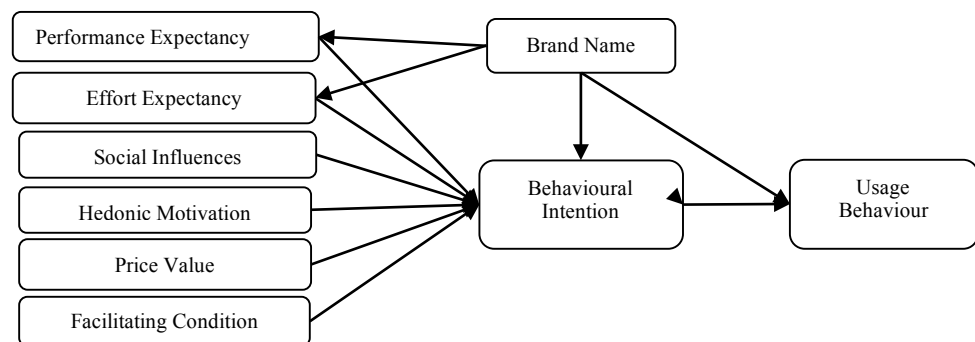 Performance Expectancy
Brand Name
Effort Expectancy
Social Influences
Hedonic Motivation
Price Value
Facilitating Condition
Behavioural
Intention
Usage
Behaviour